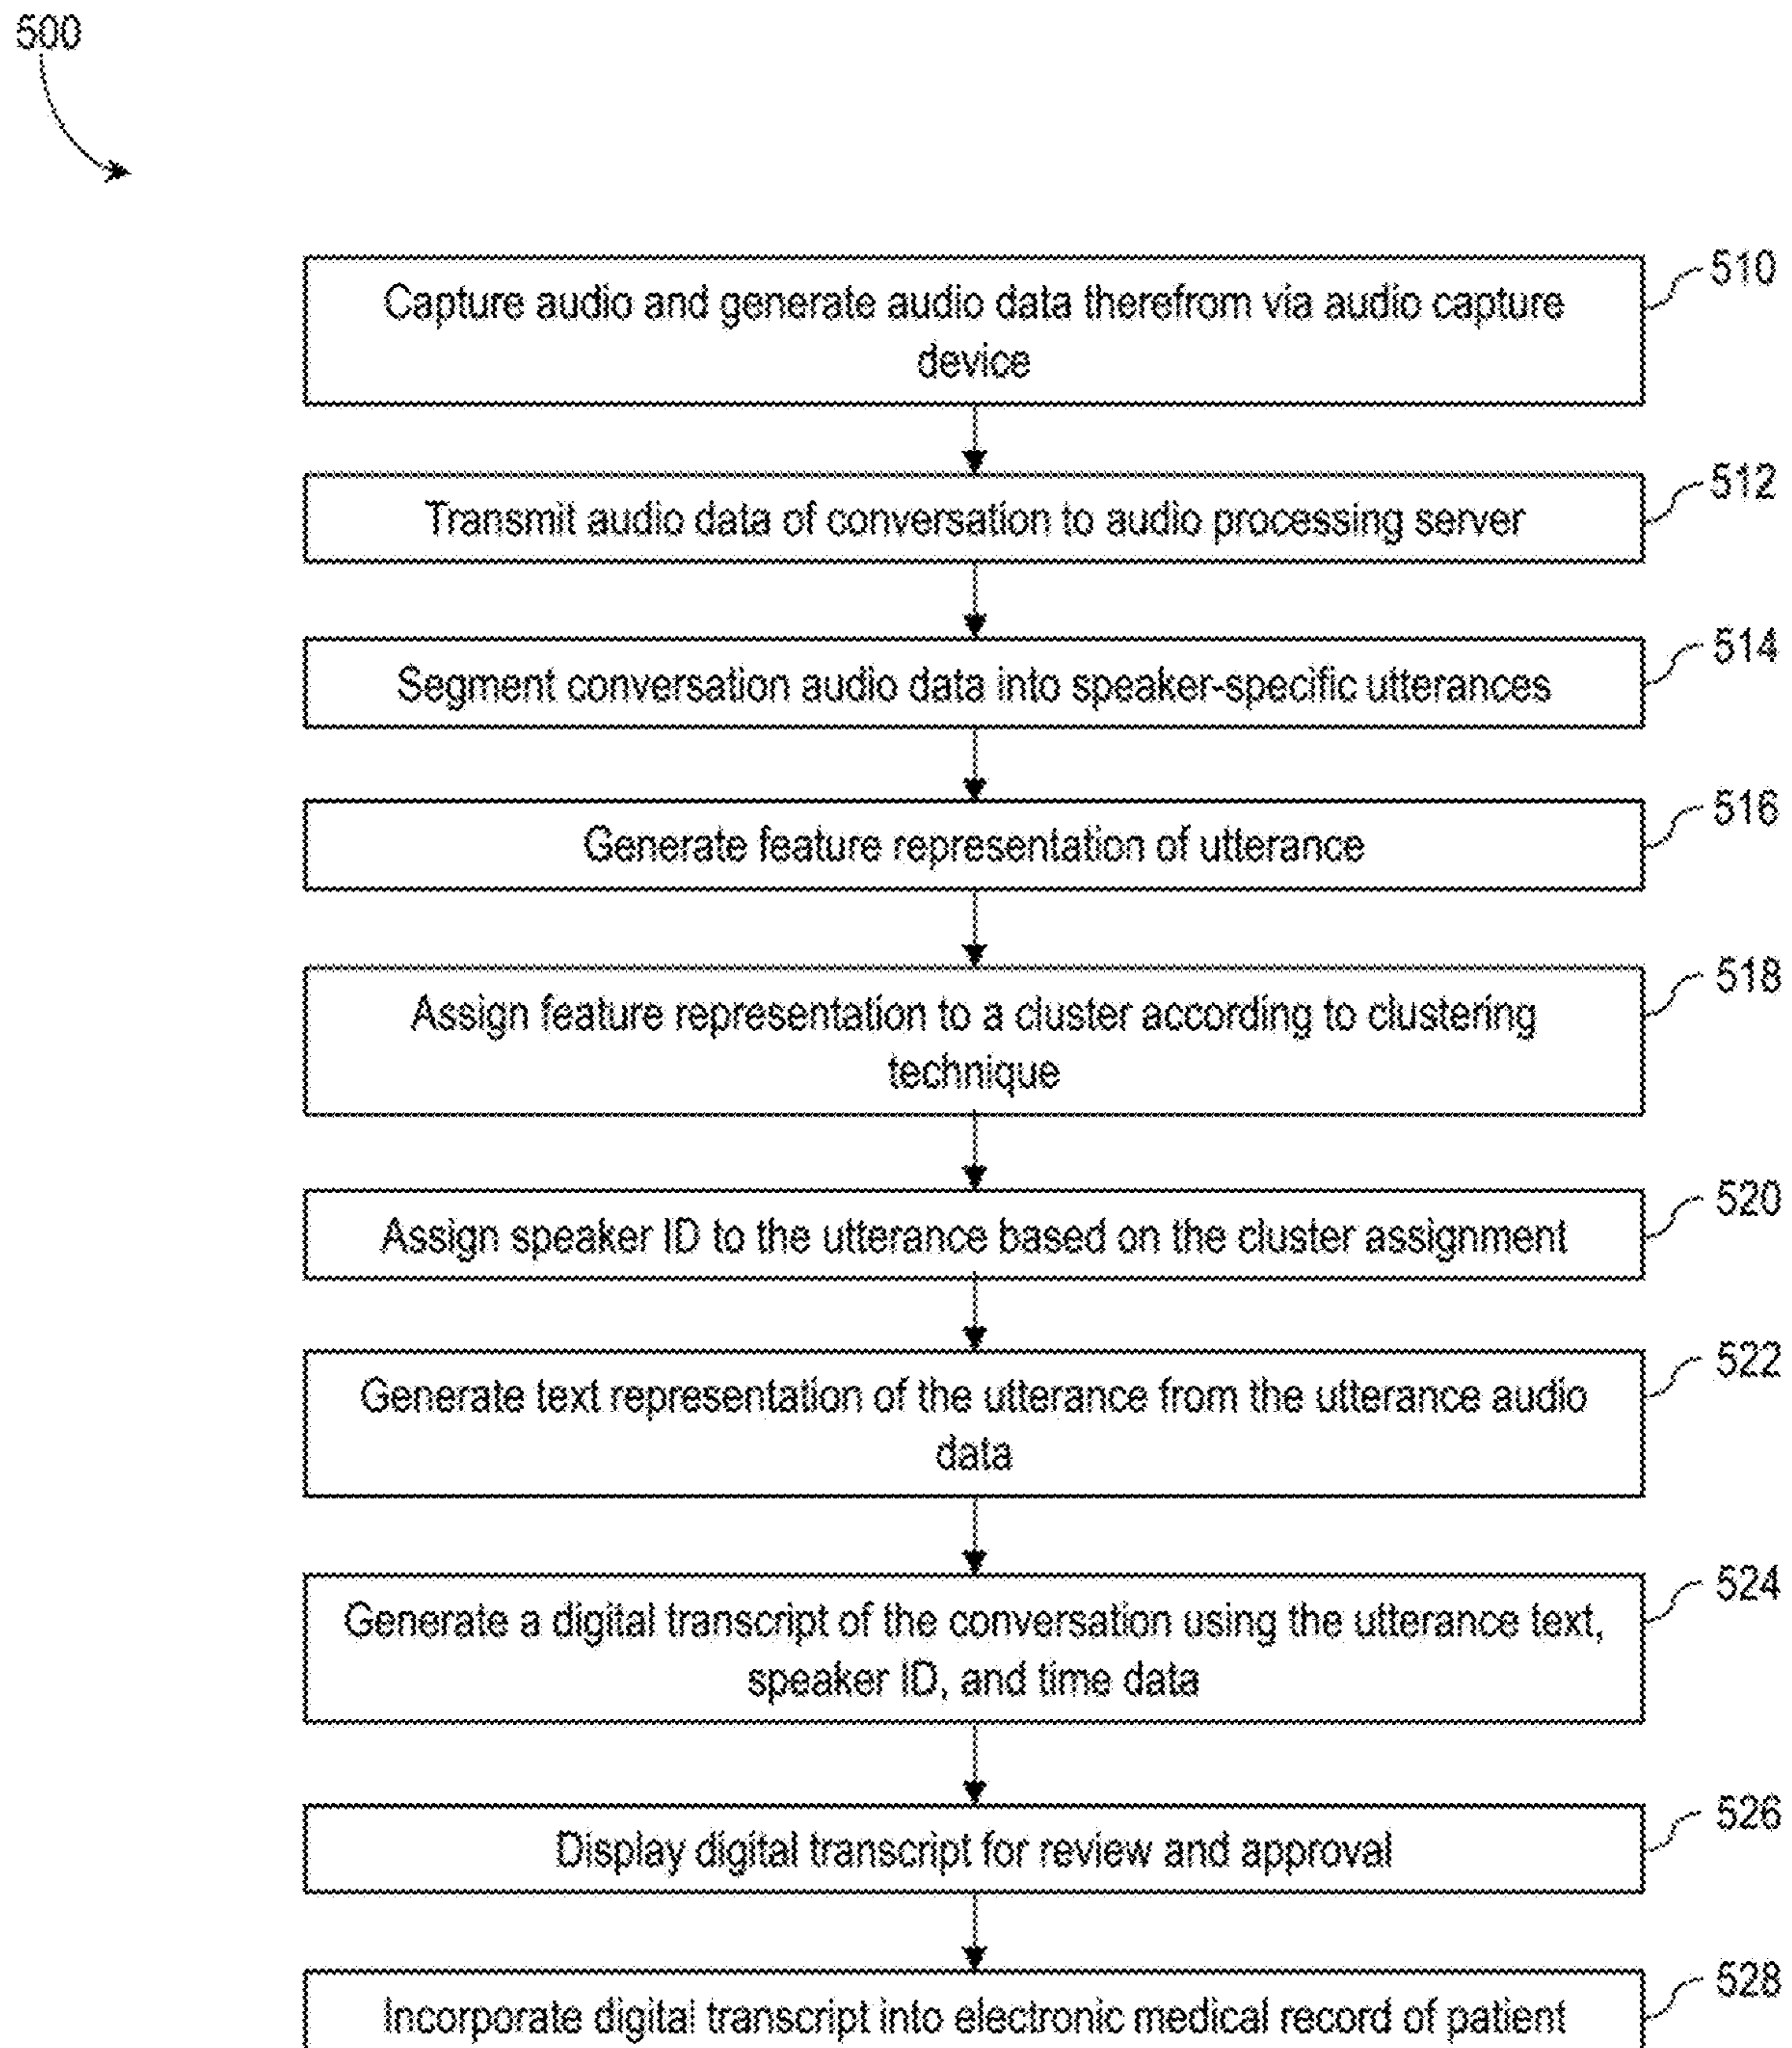 500
510
Capture audio and generate audio data therefrom via audio capture
device
512
Transmit audio data of conversation to audio processing server
514
Segment conversation audio data into speaker-specific utterances
516
Generate feature representation of utterance
518
Assign feature representation to a cluster according to clustering
technique
520
Assign speaker ID to the utterance based on the cluster assignment
522
Generate text representation of the utterance from the utterance audio
data
524
Generate a digital transcript of the conversation using the utterance text,
speaker ID, and time data
526
Display digital transcript for review and approval
528
Incorporate digital transcript into electronic medical record of patient